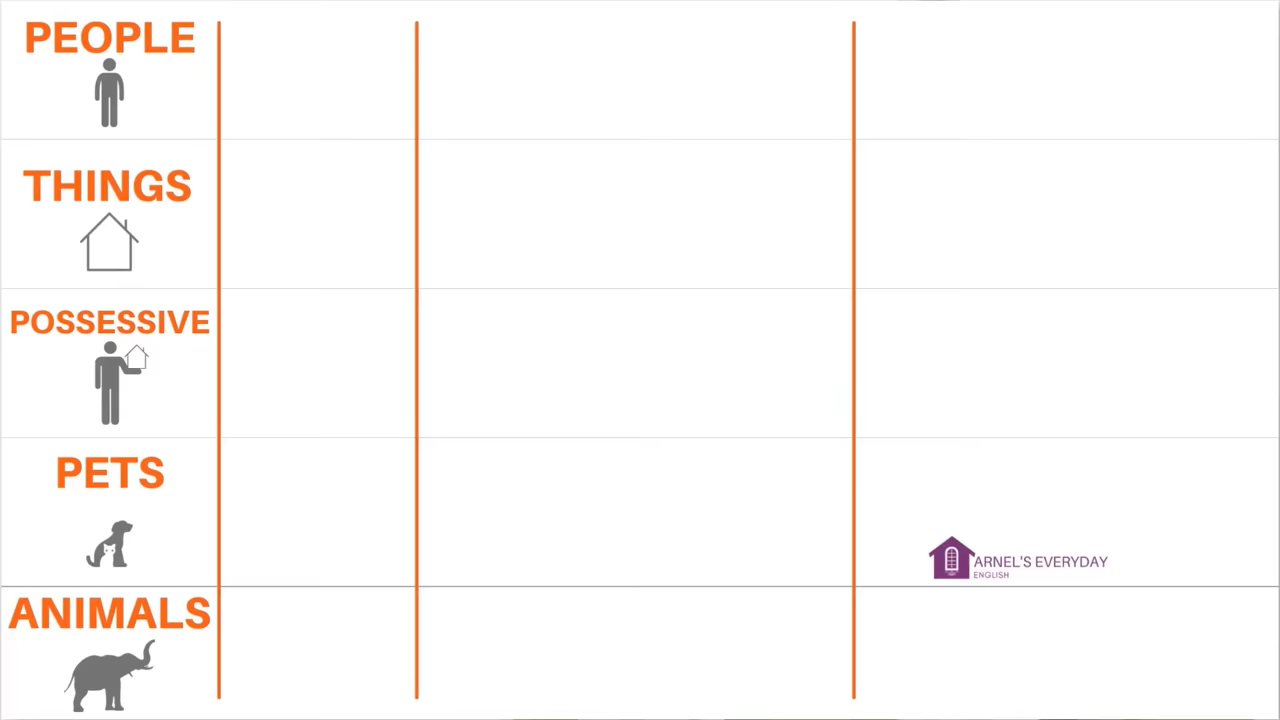 PEOPLE
THINGS
POSSESSIVE
PETS
ARNEL'S EVERYDAY
ENGLISH
ANIMALS